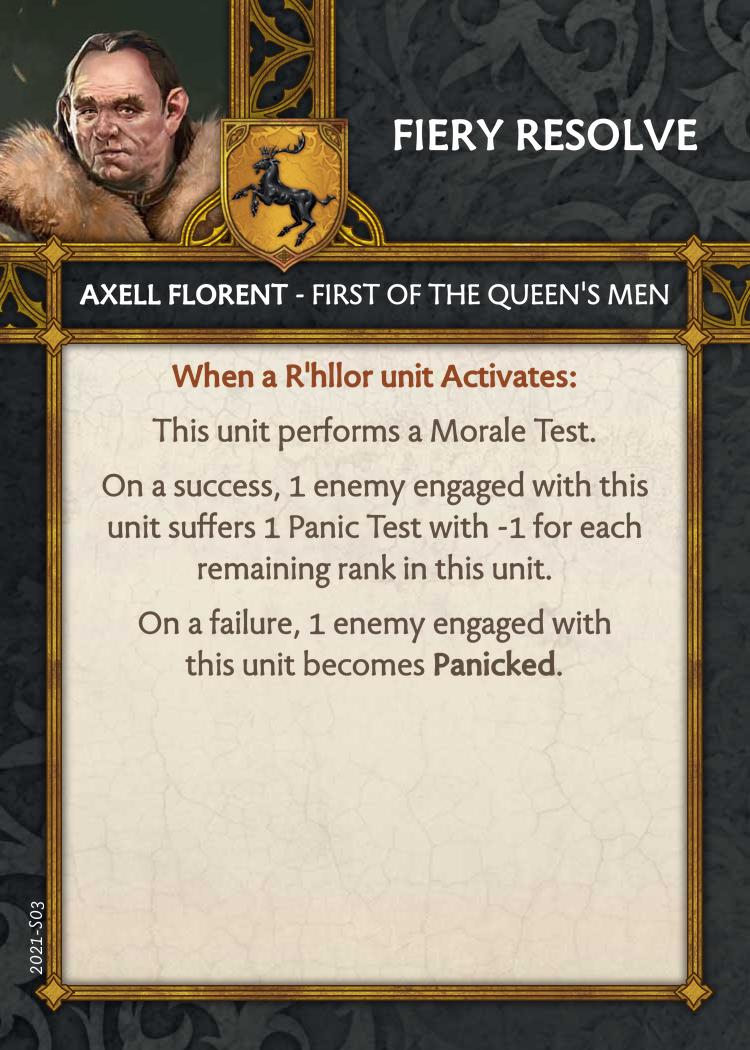 FIERY RESOLVE
AXELL FLORENT - FIRST OF THE QUEEN'S MEN
When a R'hllor unit Activates:
This unit performs a Morale Test.
On a success, 1 enemy engaged with this
unit suffers 1 Panic Test with -1 for each
remaining rank in this unit.
On a failure, 1 enemy engaged with
this unit becomes Panicked.
2021-S03